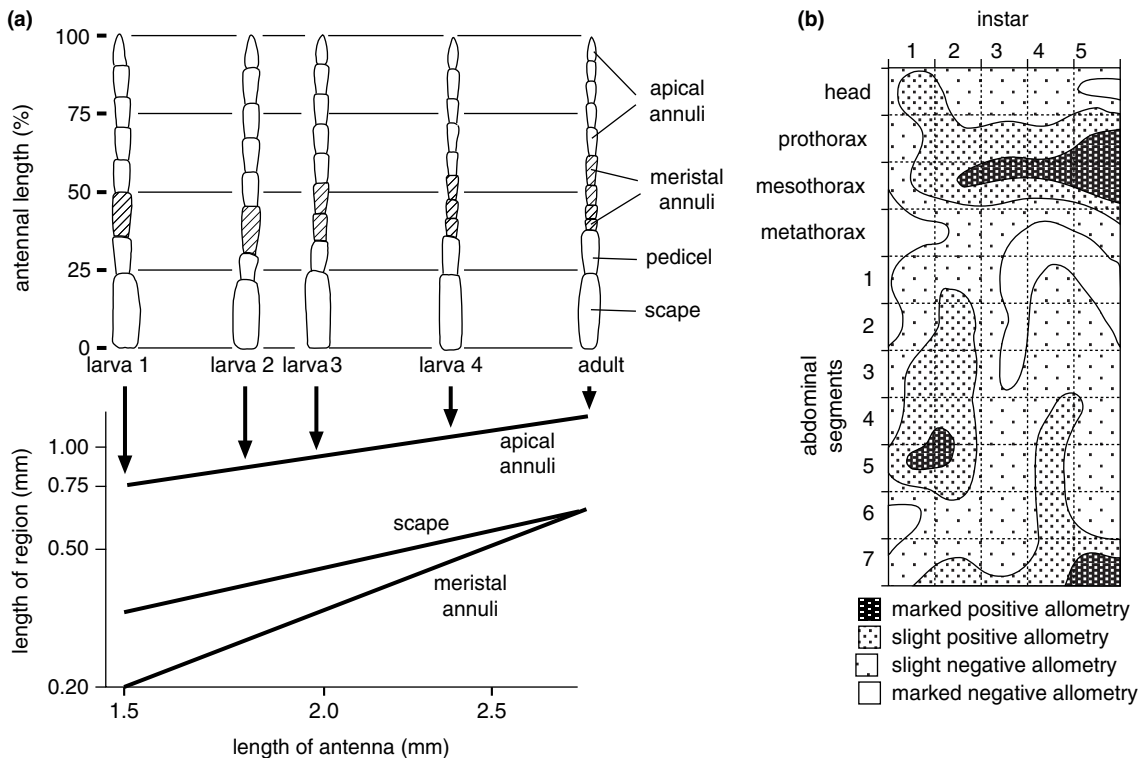 (a)
100
75
50
25
0
antennal length (%)
apical
annuli
meristal
annuli
pedicel
scape
larva 1
larva 2
larva3
larva 4
adult
1.00
0.75
0.50
0.20
length of region (mm)
apical
annuli
scape
meristal
annuli
1.5
2.0
2.5
length of antenna (mm)
(b)
instar
1 2 3 4 5
head
prothorax
mesothorax
metathorax
1
2
3
4
5
6
7
abdominal
segments
marked positive allometry
slight positive allometry
slight negative allometry
marked negative allometry